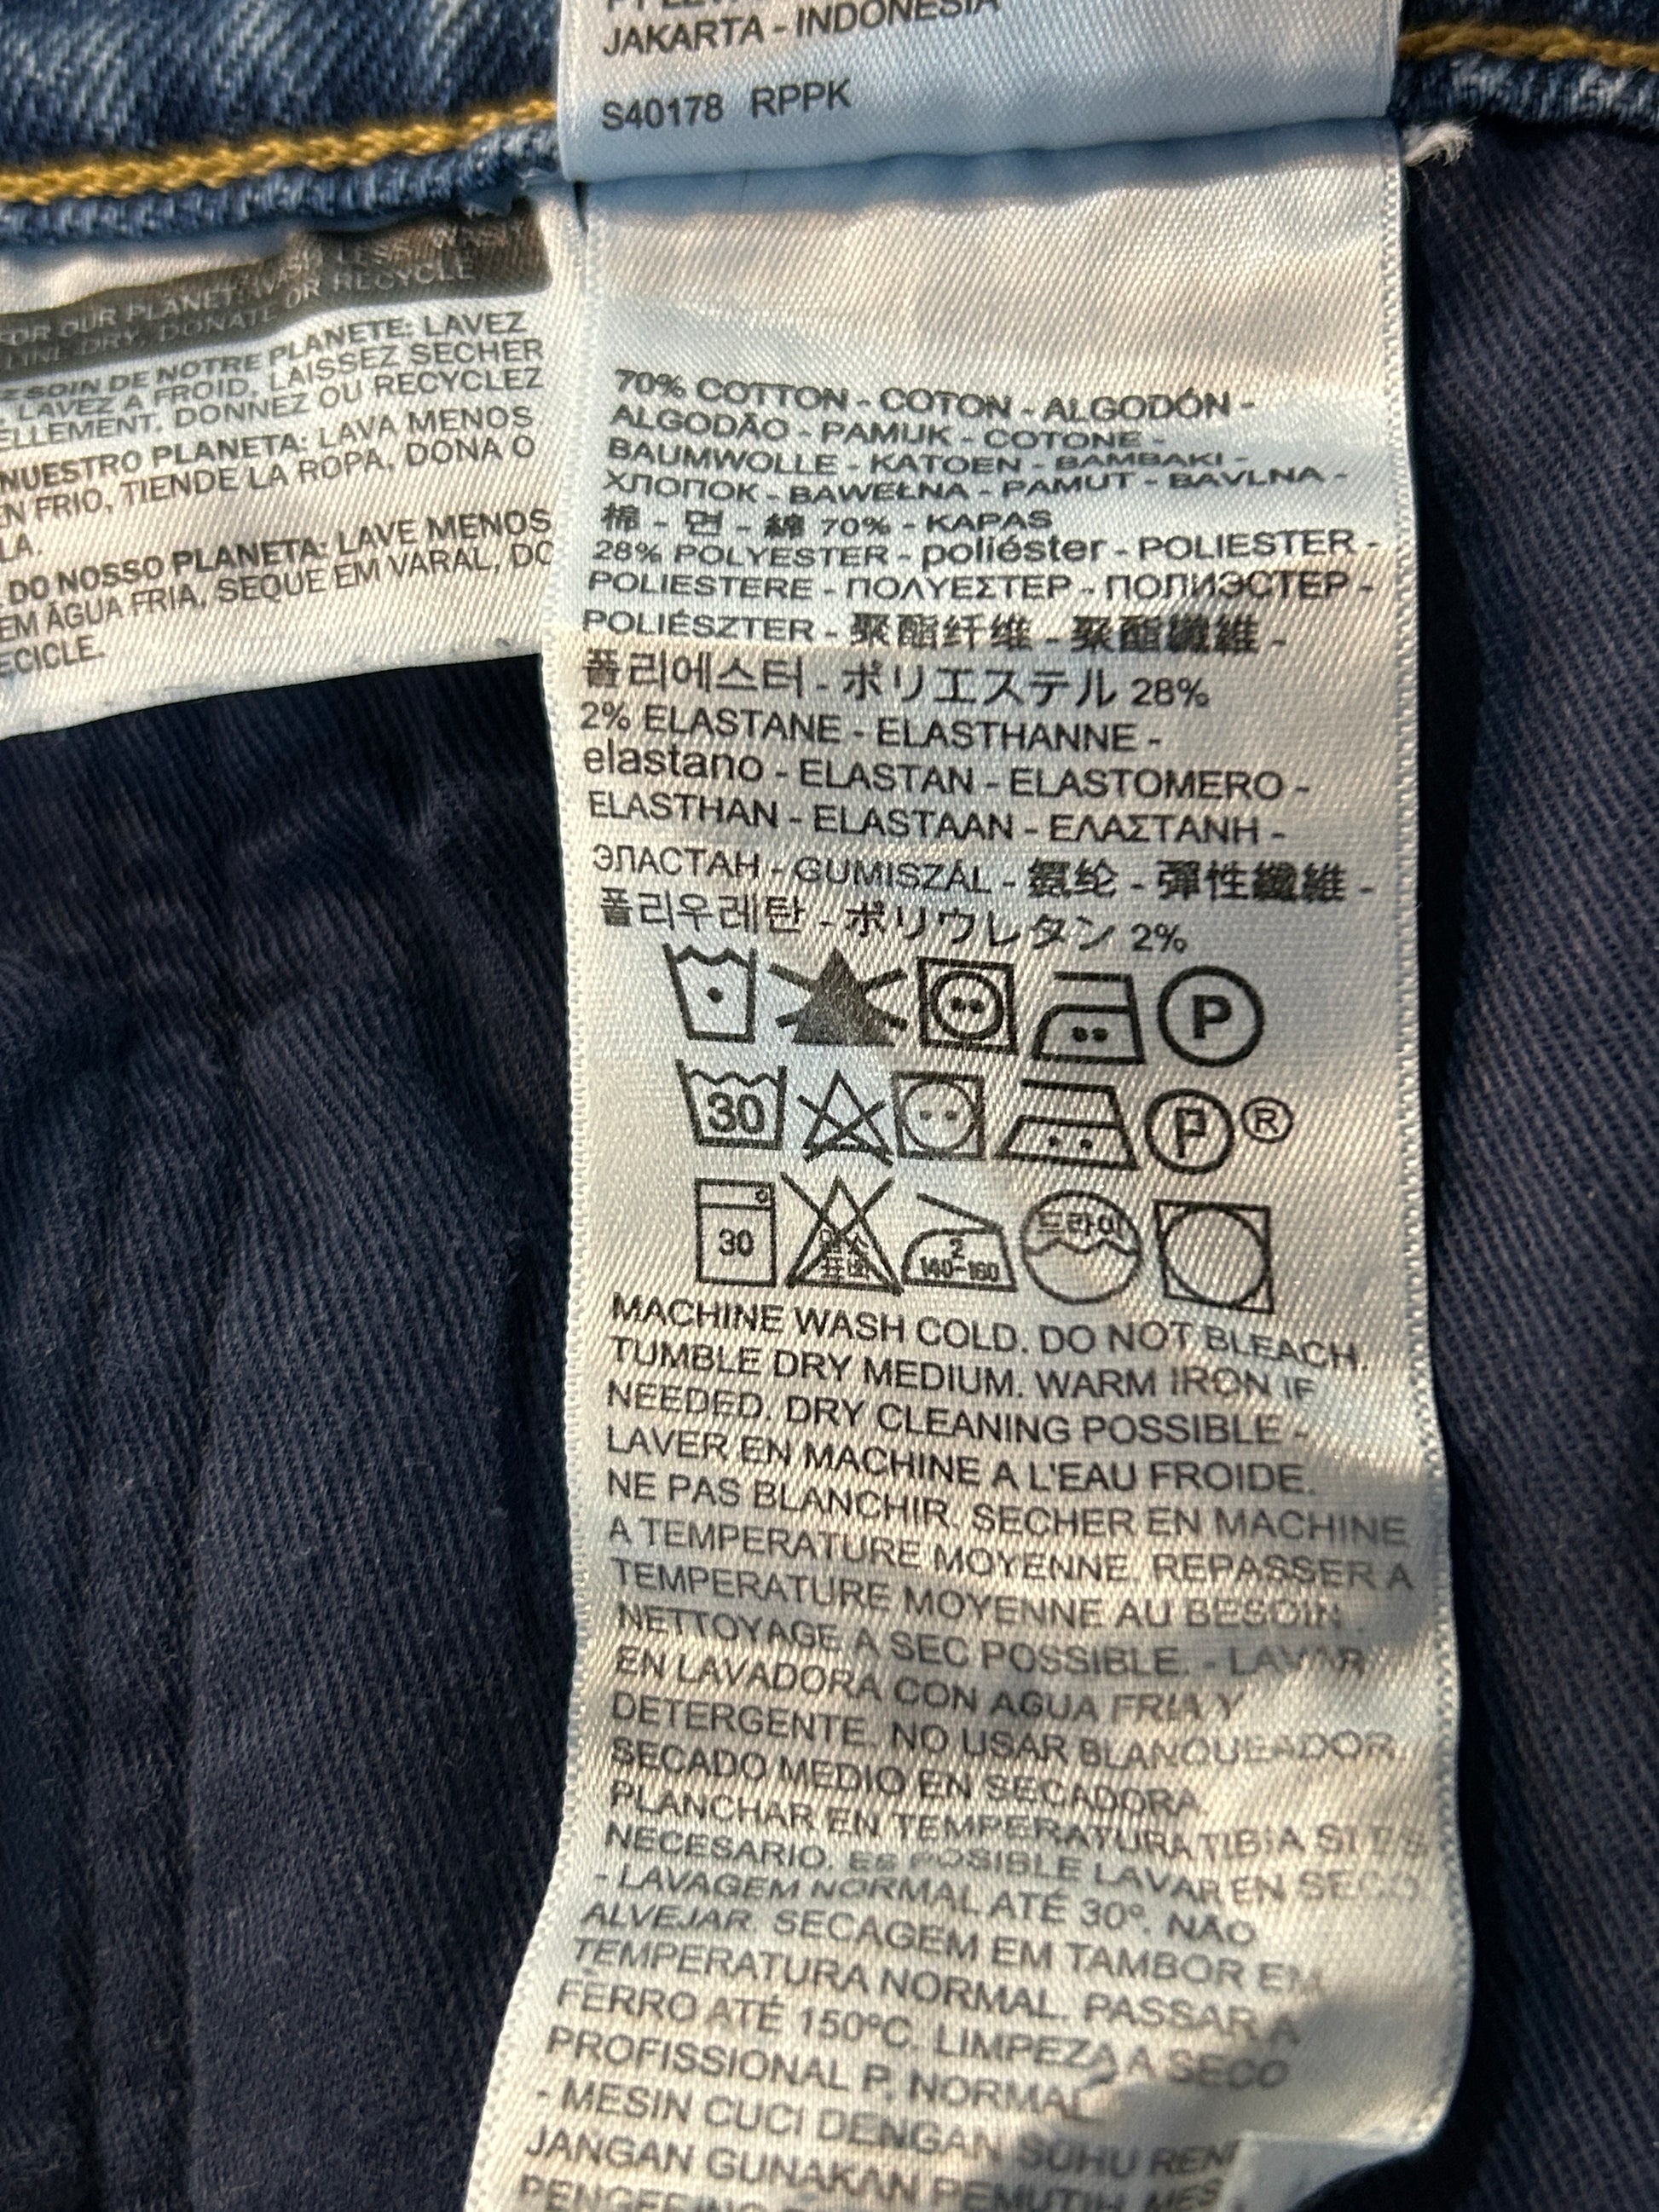 JAKARTA - INDONESIA
S40178 RPPK
FOR OUR PLANET: WASH LESS, WASH
LINE DRY, DONATE OR RECYCLE
SOIN DE NOTRE PLANETE: LAVEZ
LAVEZ A FROID, LAISSEZ SECHER
DONNEZ OU RECYCLEZ
NUESTRO PLANETA: LAVA MENOS
EN FRIO, TIENDE LA ROPA, DONA O
DO NOSSO PLANETA: LAVE MENOS
EM ÁGUA FRIA, SEQUE EM VARAL,
70% COTTON - COTON - ALGODÓN -
ALGODÃO - PAMUK - COTONE -
BAUMWOLLE - KATOEN - BAMBAKI -
ХЛОПОК - BAWEŁNA - PAMUT - BAVLNA -
棉 - 면 - 綿 70% - KAPAS
28% POLYESTER - poliéster - POLIESTER -
POLIESTERE - ΠΟΛΥΕΣΤΕΡ - ПОЛИЭСТЕР -
POLIÉSZTER - 聚酯纤维 - 聚酯纖維 -
폴리에스터 - ポリエステル 28%
2% ELASTANE - ELASTHANNE -
elastano - ELASTAN - ELASTOMERO -
ELASTHAN - ELASTAAN - ΕΛΑΣΤΑΝΗ -
ЭЛАСТАН - GUMISZÁL - 氨纶 - 彈性纖維 -
폴리우레탄 - ポリウレタン 2%
P
30 P ®
30 염소 표백 2 140-160 드라이
MACHINE WASH COLD. DO NOT BLEACH.
TUMBLE DRY MEDIUM. WARM IRON IF
NEEDED. DRY CLEANING POSSIBLE -
LAVER EN MACHINE A L'EAU FROIDE.
NE PAS BLANCHIR. SECHER EN MACHINE
A TEMPERATURE MOYENNE. REPASSER A
TEMPERATURE MOYENNE AU BESOIN.
NETTOYAGE A SEC POSSIBLE. - LAVAR
EN LAVADORA CON AGUA FRIA Y
DETERGENTE. NO USAR BLANQUEADOR.
SECADO MEDIO EN SECADORA.
PLANCHAR EN TEMPERATURA TIBIA SI ES
NECESARIO. ES POSIBLE LAVAR EN SECO.
- LAVAGEM NORMAL ATÉ 30º. NÃO
ALVEJAR. SECAGEM EM TAMBOR EM
TEMPERATURA NORMAL. PASSAR A
FERRO ATÉ 150ºC. LIMPEZA A SECO
PROFISSIONAL P, NORMAL
- MESIN CUCI DENGAN SUHU
JANGAN GUNAKAN PEMUTIH.